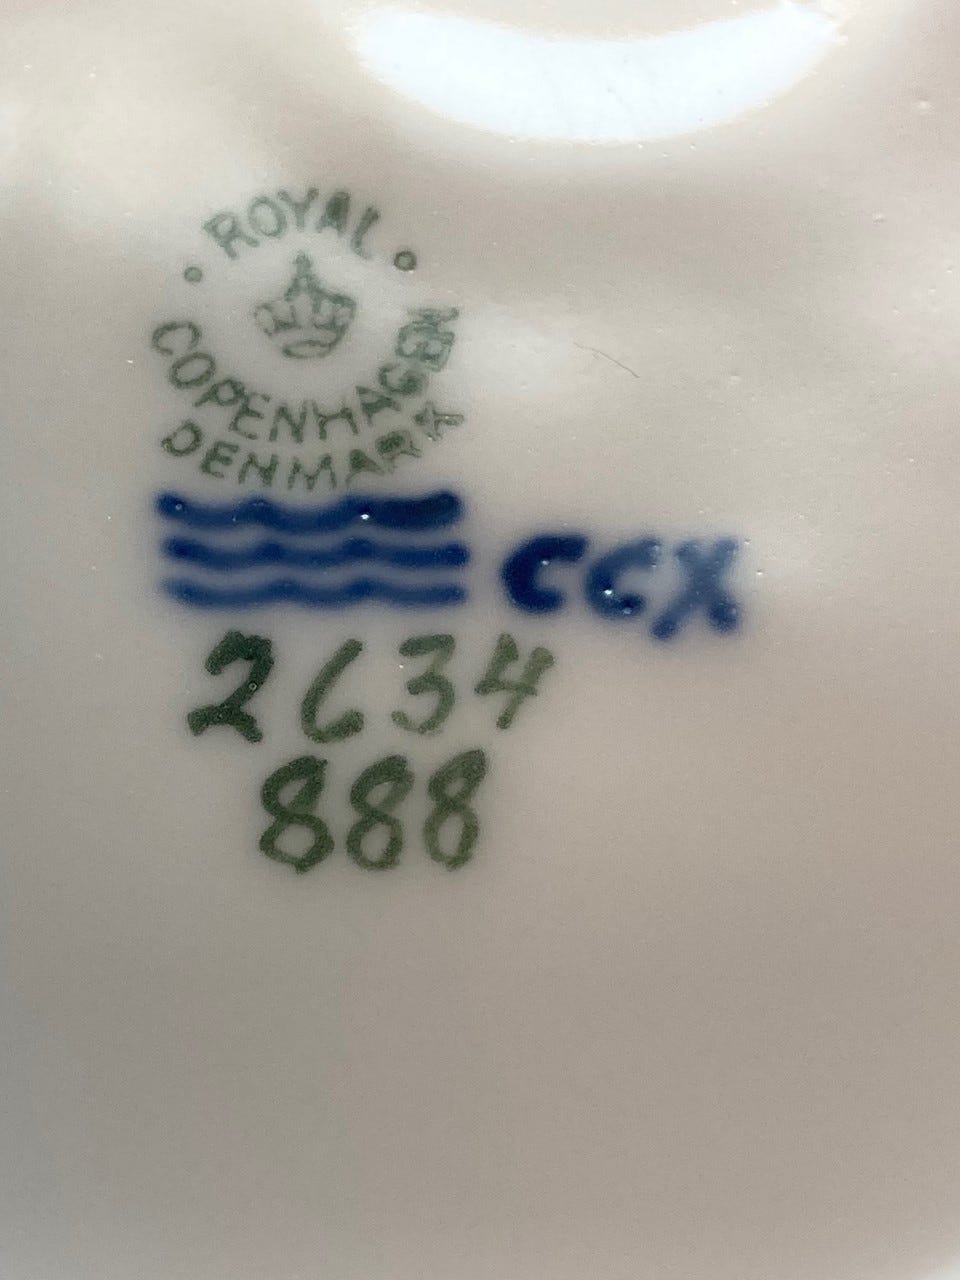 ROYAL
COPENHAGEN
DENMARK
CCX
2634
888